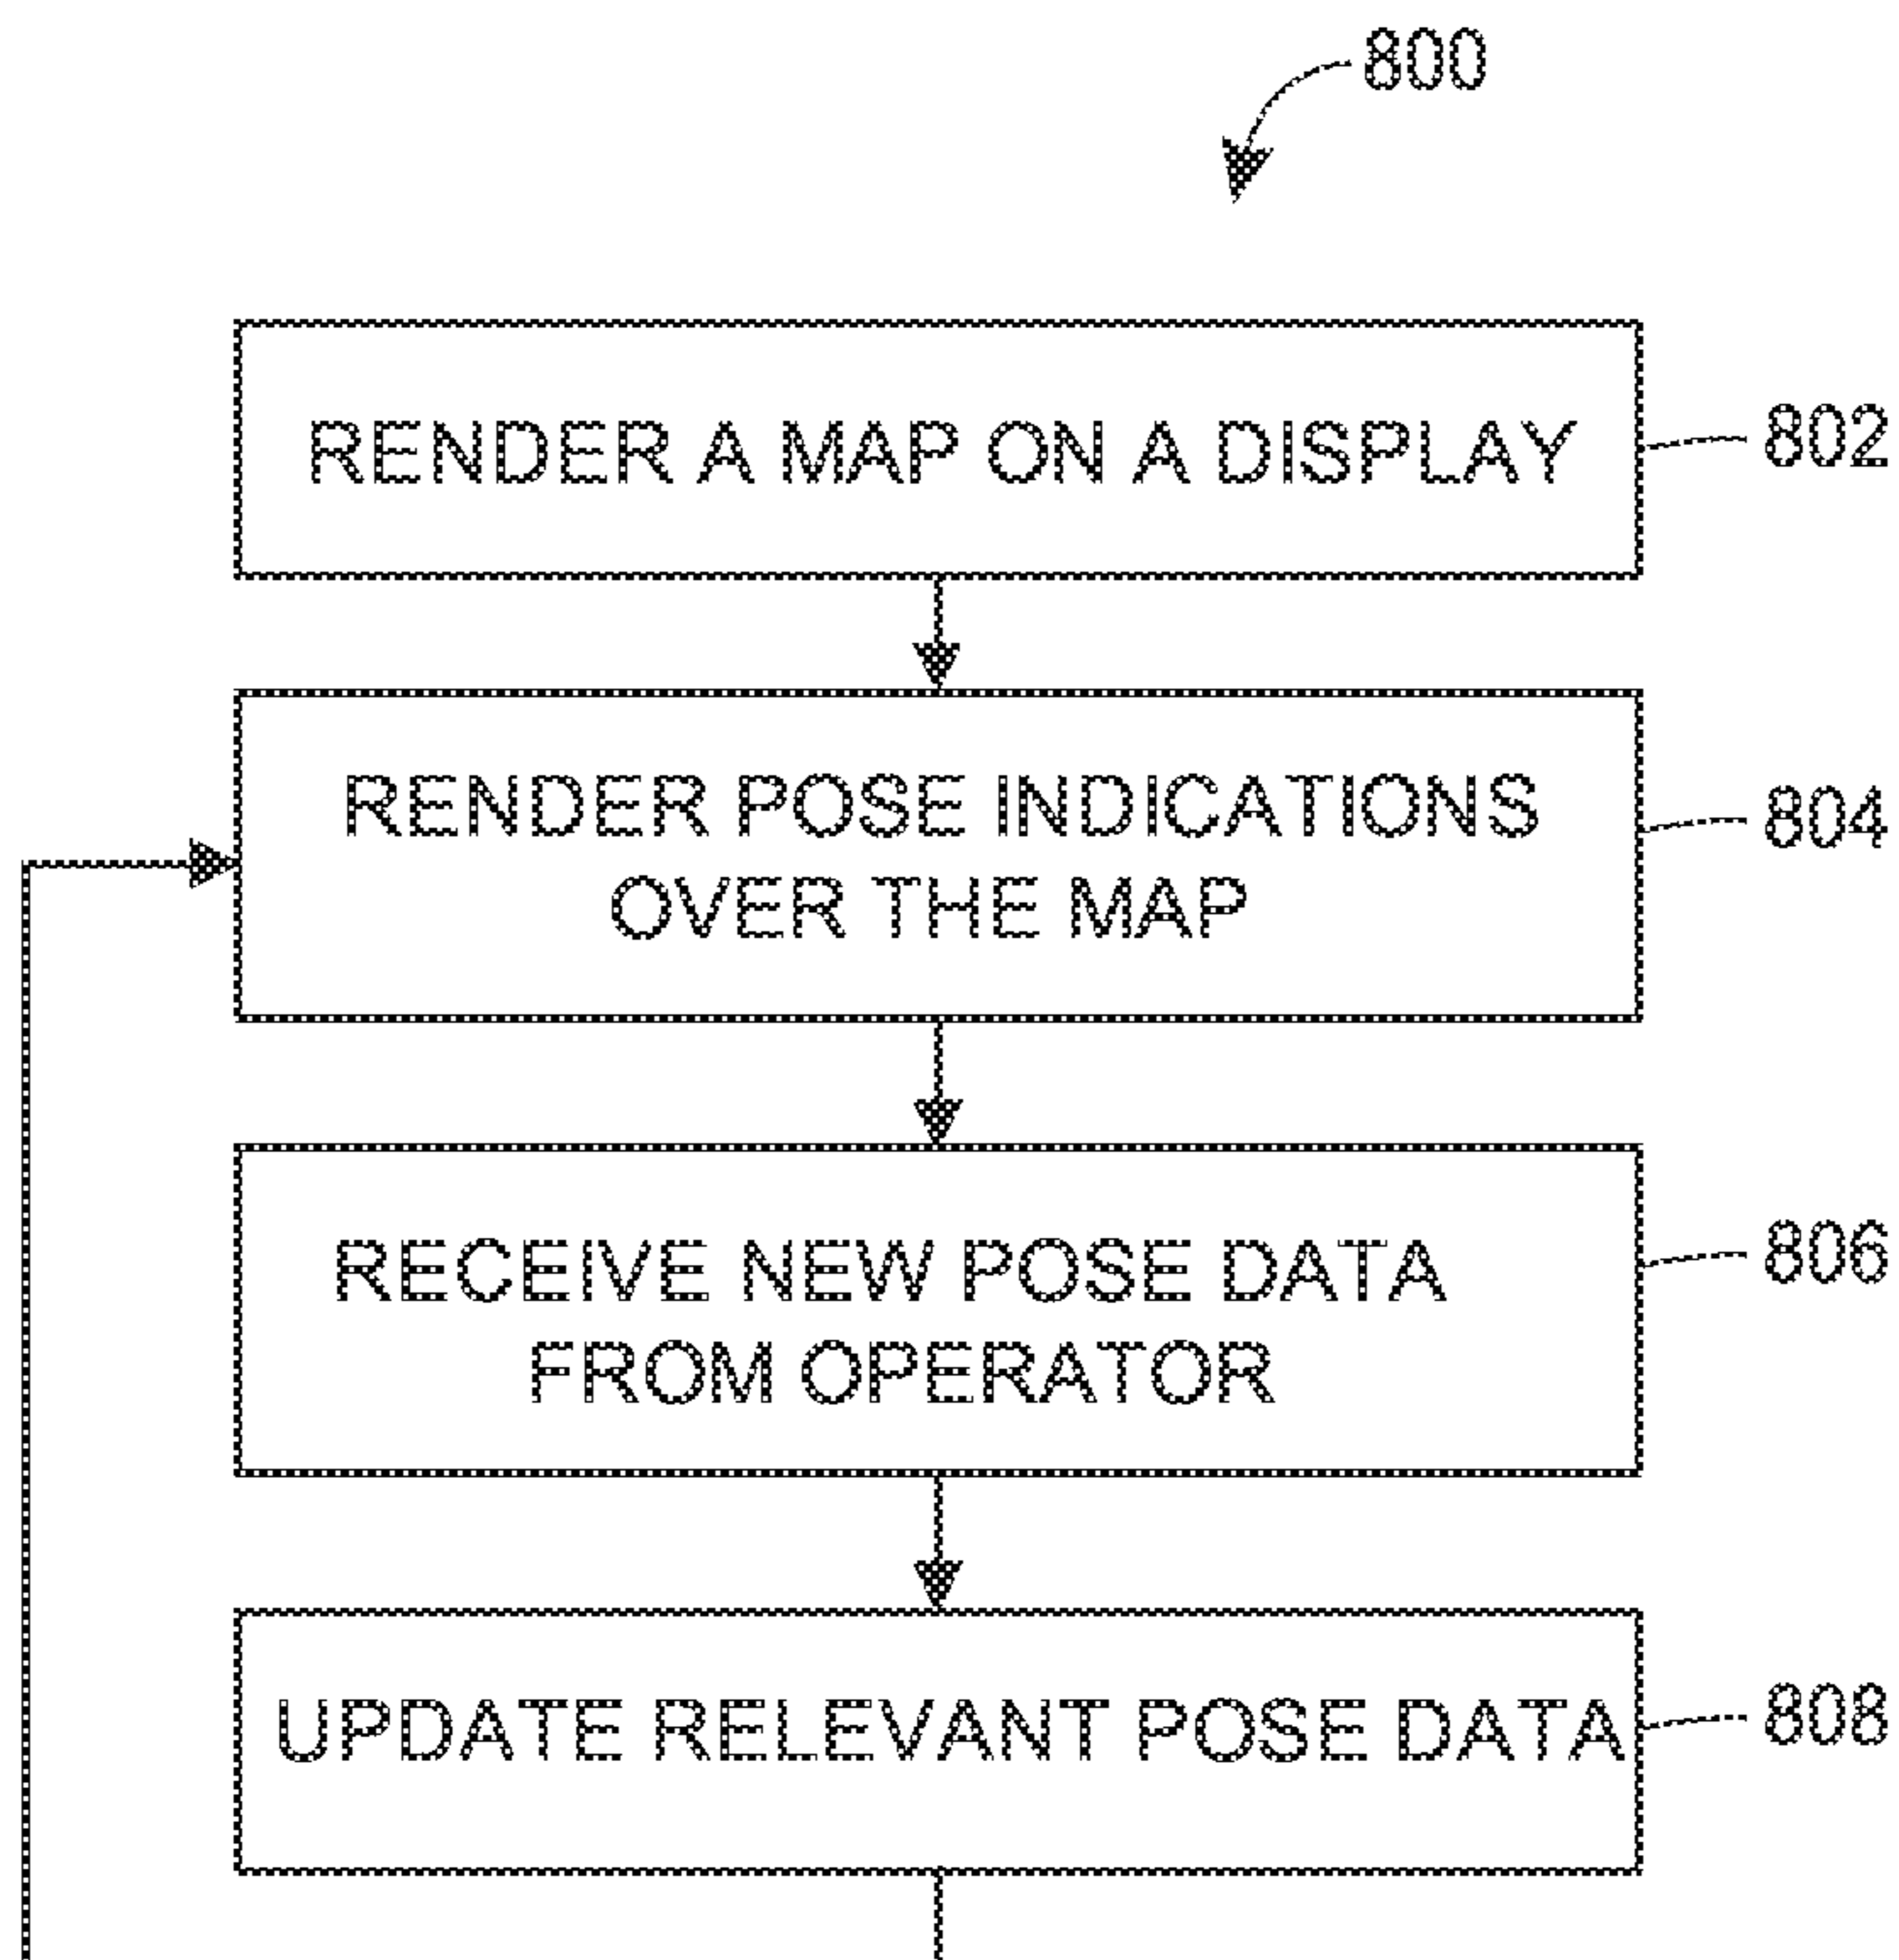 800
RENDER A MAP ON A DISPLAY
802
RENDER POSE INDICATIONS
OVER THE MAP
804
RECEIVE NEW POSE DATA
FROM OPERATOR
806
UPDATE RELEVANT POSE DATA
808